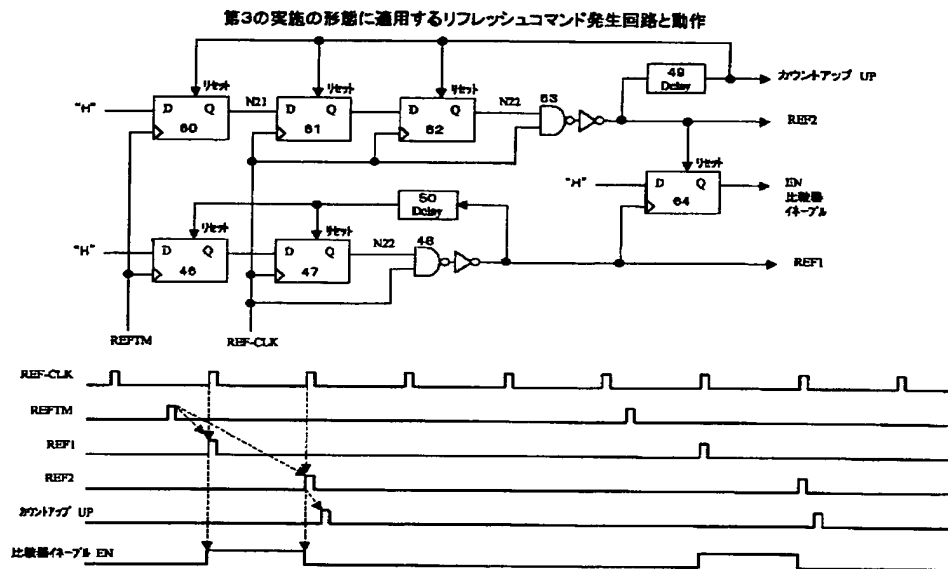 第3の実施の形態に適用するリフレッシュコマンド発生回路と動作
49
Delay
カウントアップ UP
リセット
リセット
リセット
"H"
D Q
60
N21
D Q
61
D Q
62
N22
63
REF2
リセット
"H"
D Q
64
EN
比較器
イネーブル
50
Delay
リセット
リセット
"H"
D Q
46
D Q
47
N22
48
REF1
REFTM
REF-CLK
REF-CLK
REFTM
REF1
REF2
カウントアップ UP
比較器イネーブル EN